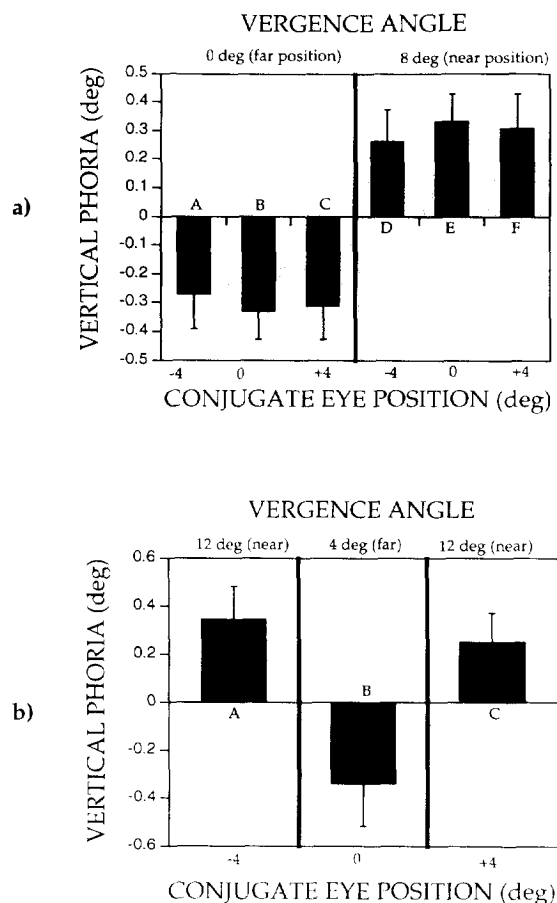 VERGENCE ANGLE
0 deg (far position) 8 deg (near position)
a)
VERTICAL PHORIA (deg)
0.5
0.4
0.3
0.2
0.1
0
-0.1
-0.2
-0.3
-0.4
-0.5
A B C
D E F
-4 0 +4 -4 0 +4
CONJUGATE EYE POSITION (deg)
VERGENCE ANGLE
12 deg (near) 4 deg (far) 12 deg (near)
b)
VERTICAL PHORIA (deg)
0.6
0.4
0.2
0
-0.2
-0.4
-0.6
B
A C
-4 0 +4
CONJUGATE EYE POSITION (deg)